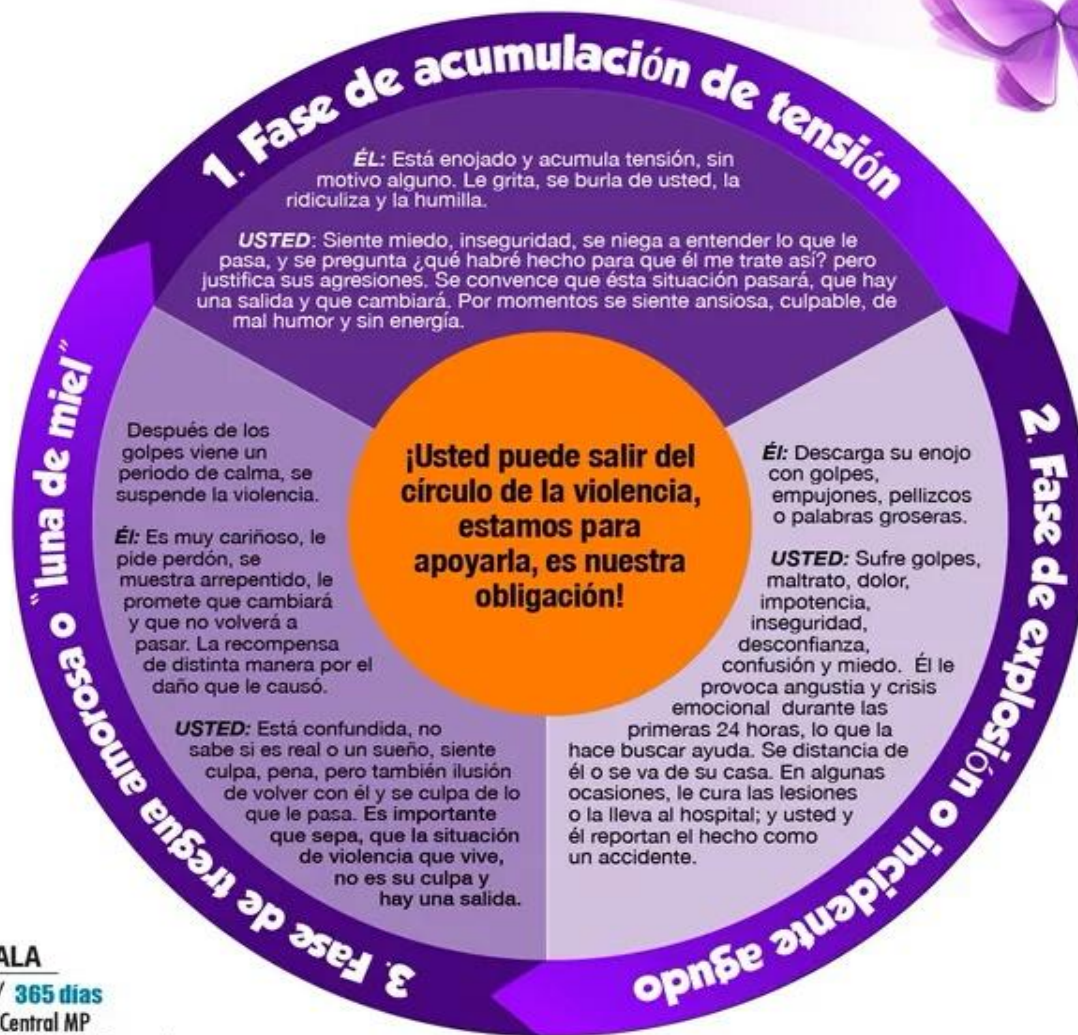 1. Fase de acumulación de tensión
ÉL: Está enojado y acumula tensión, sin
motivo alguno. Le grita, se burla de usted, la
ridiculiza y la humilla.
USTED: Siente miedo, inseguridad, se niega a entender lo que le
pasa, y se pregunta ¿qué habré hecho para que él me trate así? pero
justifica sus agresiones. Se convence que ésta situación pasará, que hay
una salida y que cambiará. Por momentos se siente ansiosa, culpable, de
mal humor y sin energía.
2. Fase de explosión o incidente agudo
Él: Descarga su enojo
con golpes,
empujones, pellizcos
o palabras groseras.
USTED: Sufre golpes,
maltrato, dolor,
impotencia,
inseguridad,
desconfianza,
confusión y miedo. Él le
provoca angustia y crisis
emocional durante las
primeras 24 horas, lo que la
hace buscar ayuda. Se distancia de
él o se va de su casa. En algunas
ocasiones, le cura las lesiones
o la lleva al hospital; y usted y
él reportan el hecho como
un accidente.
3. Fase de tregua amorosa o "luna de miel"
Después de los
golpes viene un
periodo de calma, se
suspende la violencia.
Él: Es muy cariñoso, le
pide perdón, se
muestra arrepentido, le
promete que cambiará
y que no volverá a
pasar. La recompensa
de distinta manera por el
daño que le causó.
USTED: Está confundida, no
sabe si es real o un sueño, siente
culpa, pena, pero también ilusión
de volver con él y se culpa de lo
que le pasa. Es importante
que sepa, que la situación
de violencia que vive,
no es su culpa y
hay una salida.
¡Usted puede salir del
círculo de la violencia,
estamos para
apoyarla, es nuestra
obligación!
ALA
/ 365 días
Central MP